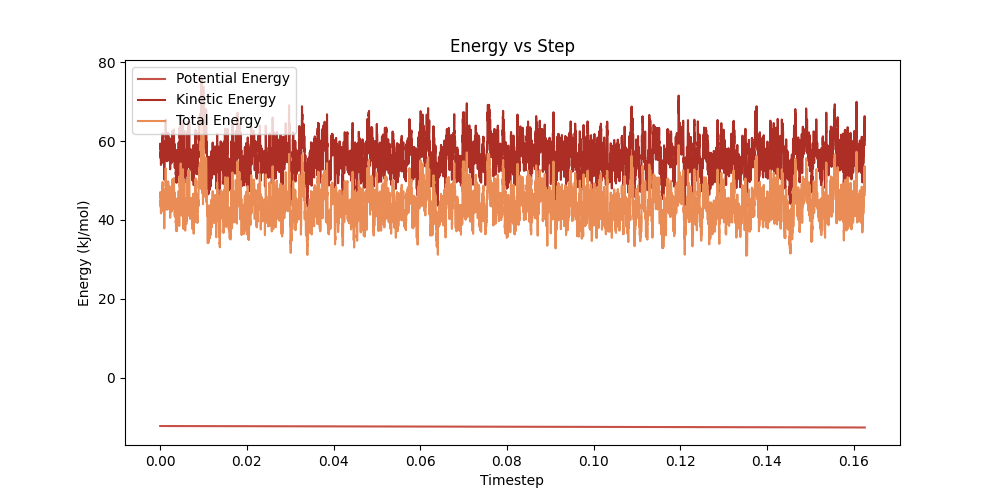 Energy vs Step
Potential Energy
Kinetic Energy
Total Energy
80
60
40
20
0
Energy (kJ/mol)
0.00 0.02 0.04 0.06 0.08 0.10 0.12 0.14 0.16
Timestep